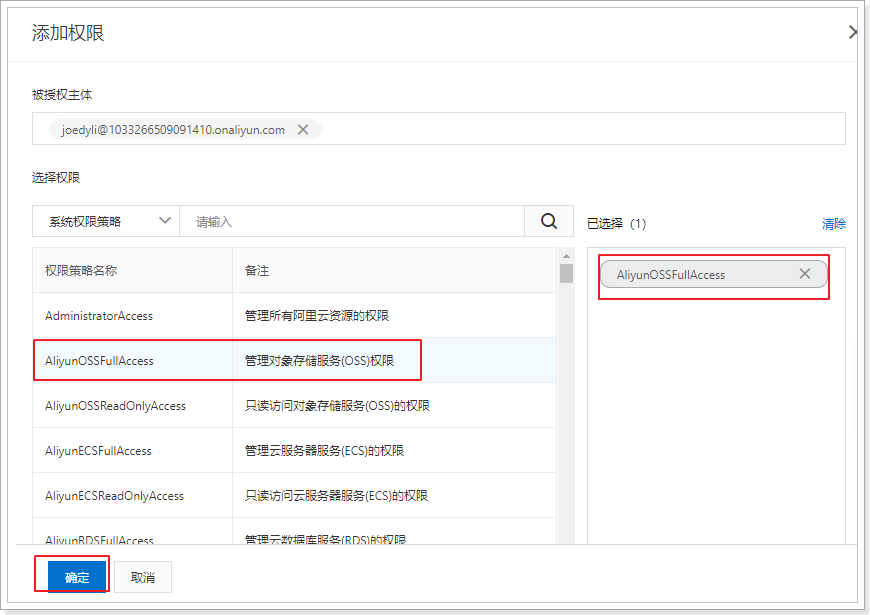 添加权限
被授权主体
joedyli@1033266509091410.onaliyun.com
选择权限
系统权限策略 请输入 已选择 (1) 清除
权限策略名称 备注
AliyunOSSFullAccess
AdministratorAccess 管理所有阿里云资源的权限
AliyunOSSFullAccess 管理对象存储服务(OSS)权限
AliyunOSSReadOnlyAccess 只读访问对象存储服务(OSS)的权限
AliyunECSFullAccess 管理云服务器服务(ECS)的权限
AliyunECSReadOnlyAccess 只读访问云服务器服务(ECS)的权限
AliyunRDSFullAccess 管理云数据库服务(RDS)的权限
确定 取消